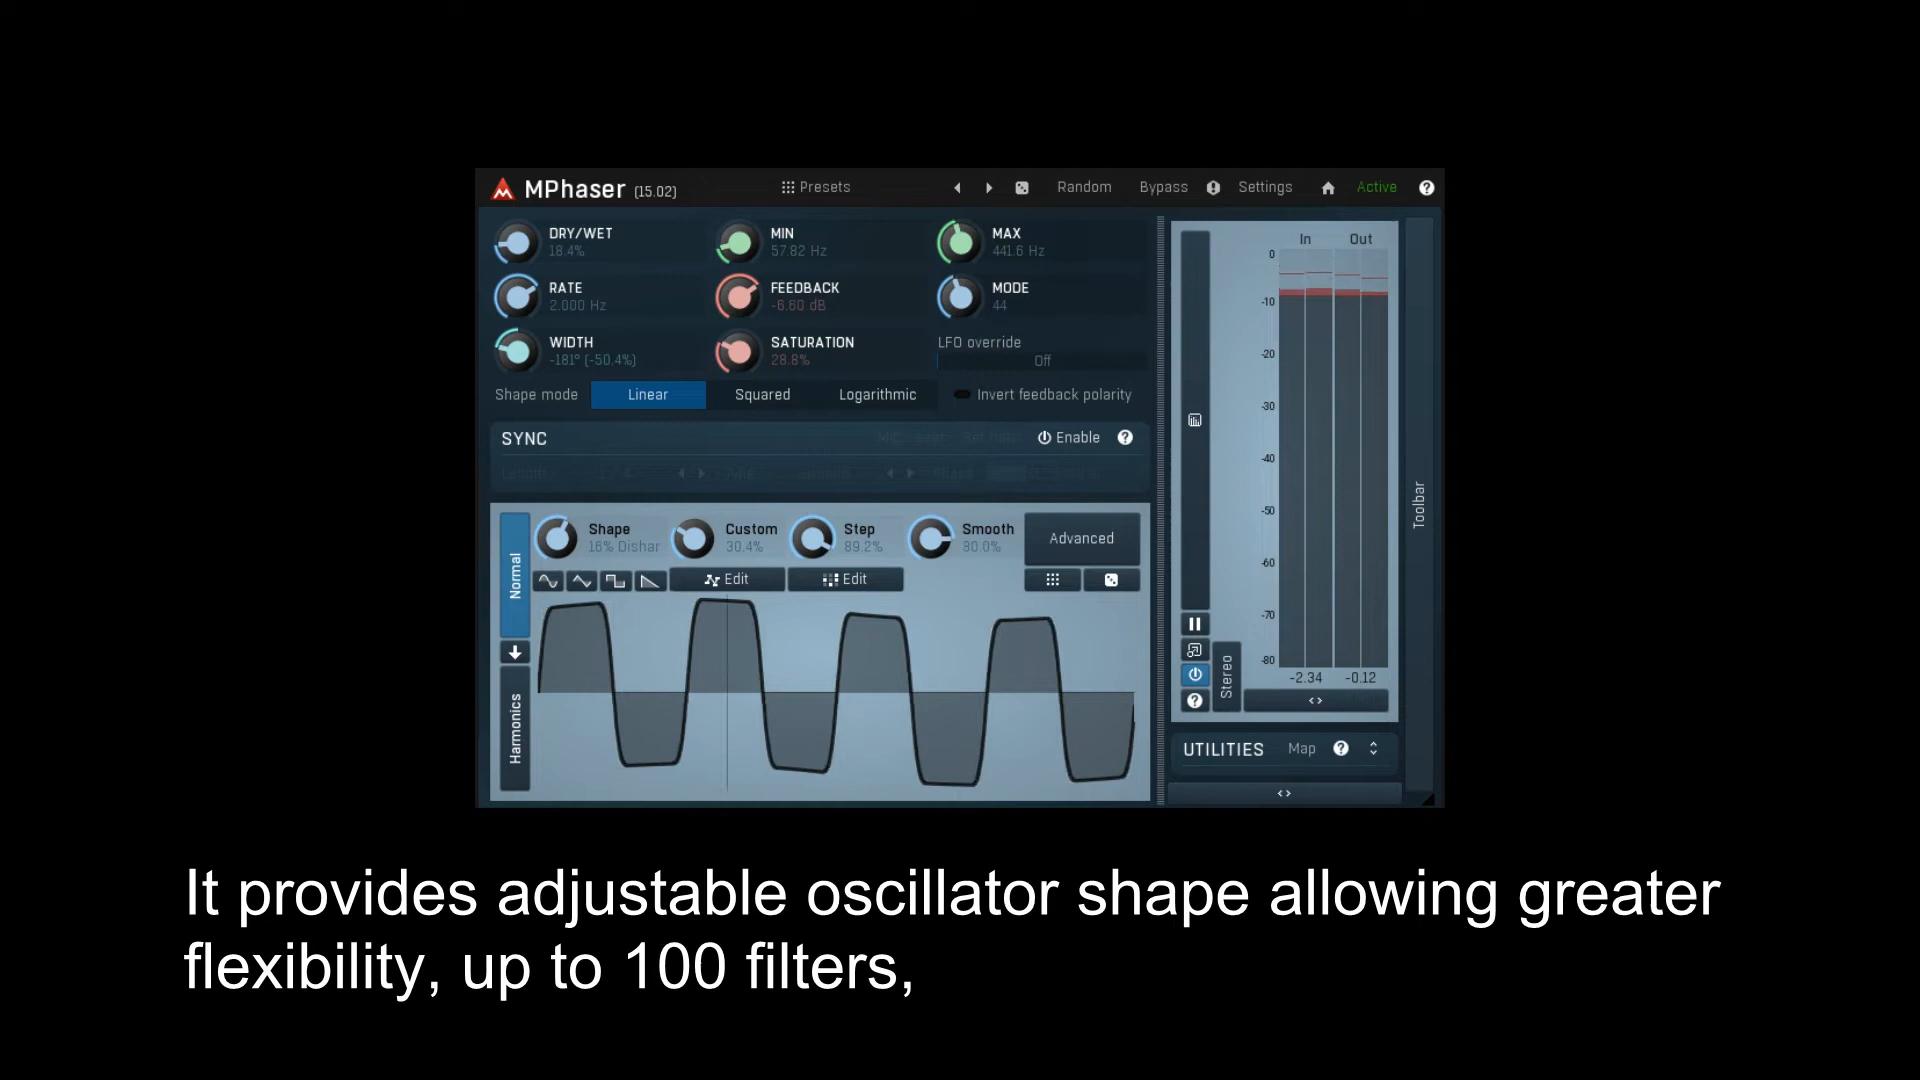 MPhaser (15.02) Presets Random Bypass Settings Active ?
DRY/WET MIN MAX
18.4% 57.82 Hz 441.6 Hz
RATE FEEDBACK MODE
2.000 Hz -6.60 dB 44
WIDTH SATURATION LFO override
-181° (-50.4%) 28.8% Off
Shape mode Linear Squared Logarithmic Invert feedback polarity
SYNC Enable ?
Normal
Harmonics
Shape Custom Step Smooth Advanced
16% Dishar 30.4% 89.2% 80.0%
Edit Edit
In Out
0
-10
-20
-30
-40
-50
-60
-70
-80
-2.34 -0.12
Stereo
?
UTILITIES Map ?
Toolbar
It provides adjustable oscillator shape allowing greater
flexibility, up to 100 filters,